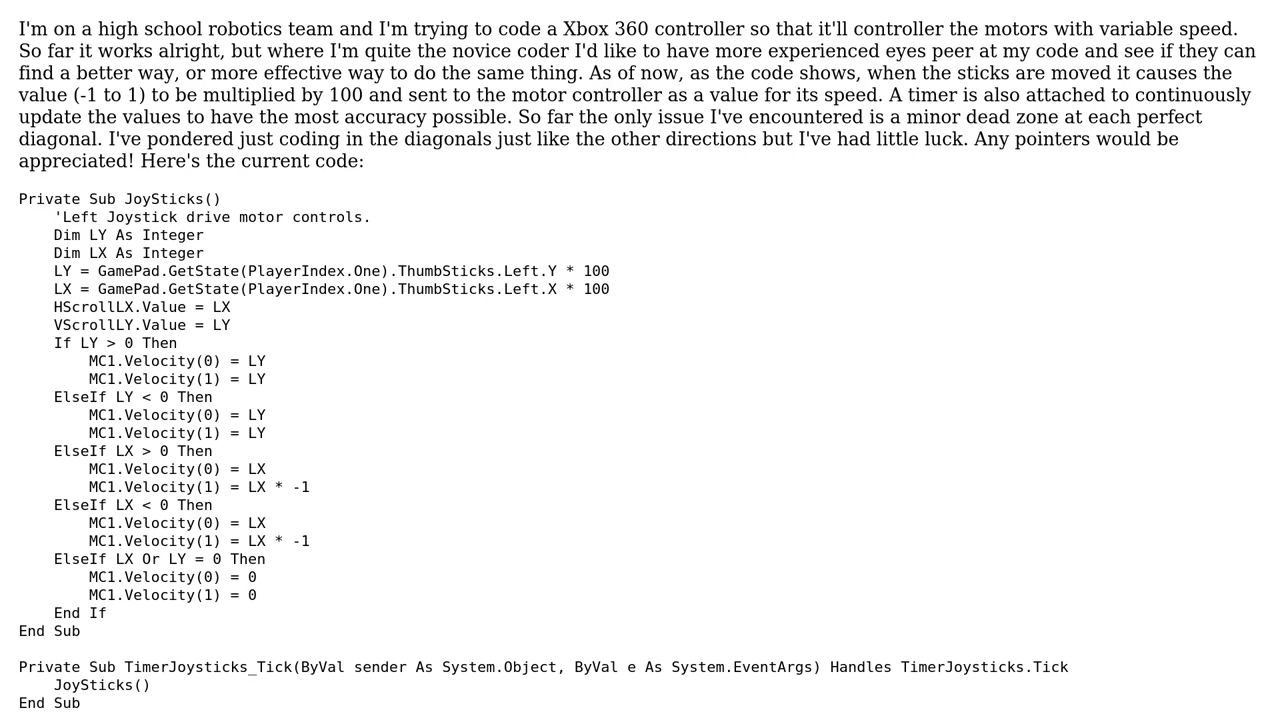 I'm on a high school robotics team and I'm trying to code a Xbox 360 controller so that it'll controller the motors with variable speed.
So far it works alright, but where I'm quite the novice coder I'd like to have more experienced eyes peer at my code and see if they can
find a better way, or more effective way to do the same thing. As of now, as the code shows, when the sticks are moved it causes the
value (-1 to 1) to be multiplied by 100 and sent to the motor controller as a value for its speed. A timer is also attached to continuously
update the values to have the most accuracy possible. So far the only issue I've encountered is a minor dead zone at each perfect
diagonal. I've pondered just coding in the diagonals just like the other directions but I've had little luck. Any pointers would be
appreciated! Here's the current code:

Private Sub JoySticks()
    'Left Joystick drive motor controls.
    Dim LY As Integer
    Dim LX As Integer
    LY = GamePad.GetState(PlayerIndex.One).ThumbSticks.Left.Y * 100
    LX = GamePad.GetState(PlayerIndex.One).ThumbSticks.Left.X * 100
    HScrollLX.Value = LX
    VScrollLY.Value = LY
    If LY > 0 Then
        MC1.Velocity(0) = LY
        MC1.Velocity(1) = LY
    ElseIf LY < 0 Then
        MC1.Velocity(0) = LY
        MC1.Velocity(1) = LY
    ElseIf LX > 0 Then
        MC1.Velocity(0) = LX
        MC1.Velocity(1) = LX * -1
    ElseIf LX < 0 Then
        MC1.Velocity(0) = LX
        MC1.Velocity(1) = LX * -1
    ElseIf LX Or LY = 0 Then
        MC1.Velocity(0) = 0
        MC1.Velocity(1) = 0
    End If
End Sub

Private Sub TimerJoysticks_Tick(ByVal sender As System.Object, ByVal e As System.EventArgs) Handles TimerJoysticks.Tick
    JoySticks()
End Sub